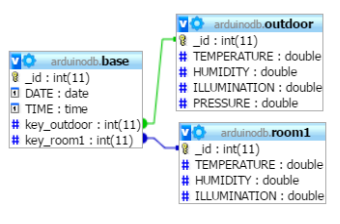 arduinodb.outdoor
_id : int(11)
# TEMPERATURE : double
# HUMIDITY : double
# ILLUMINATION : double
# PRESSURE : double
arduinodb.base
_id : int(11)
DATE : date
TIME : time
# key_outdoor : int(11)
# key_room1 : int(11)
arduinodb.room1
_id : int(11)
# TEMPERATURE : double
# HUMIDITY : double
# ILLUMINATION : double